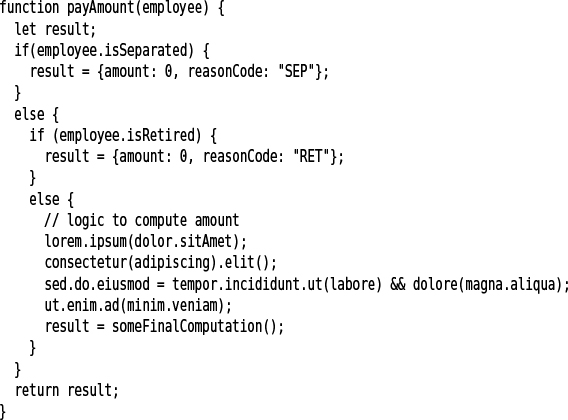 function payAmount(employee) {
  let result;
  if(employee.isSeparated) {
    result = {amount: 0, reasonCode: "SEP"};
  }
  else {
    if (employee.isRetired) {
      result = {amount: 0, reasonCode: "RET"};
    }
    else {
      // logic to compute amount
      lorem.ipsum(dolor.sitAmet);
      consectetur(adipiscing).elit();
      sed.do.eiusmod = tempor.incididunt.ut(labore) && dolore(magna.aliqua);
      ut.enim.ad(minim.veniam);
      result = someFinalComputation();
    }
  }
  return result;
}